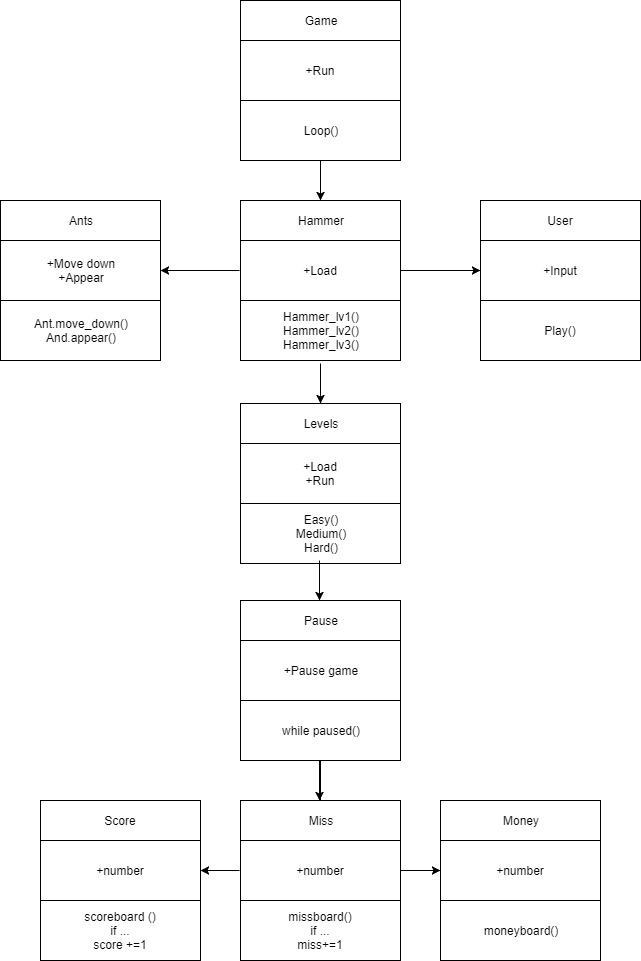 Game
+Run
Loop()
Ants
+Move down
+Appear
Ant.move_down()
And.appear()
Hammer
+Load
Hammer_lv1()
Hammer_lv2()
Hammer_lv3()
User
+Input
Play()
Levels
+Load
+Run
Easy()
Medium()
Hard()
Pause
+Pause game
while paused()
Score
+number
scoreboard ()
if ...
score +=1
Miss
+number
missboard()
if ...
miss+=1
Money
+number
moneyboard()